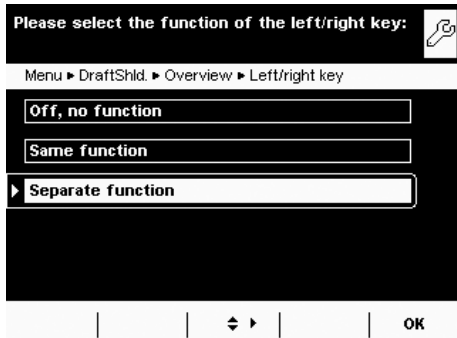 Please select the function of the left/right key:
Menu ▸ DraftShld. ▸ Overview ▸ Left/right key
Off, no function
Same function
Separate function
OK